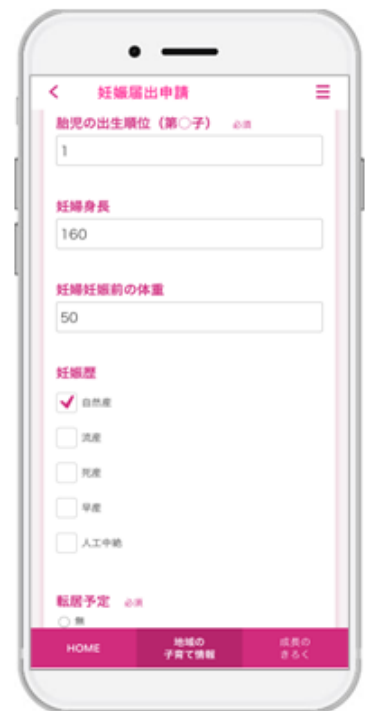 妊娠届出申請
胎児の出生順位(第○子) 必須
1
妊婦身長
160
妊婦妊娠前の体重
50
妊娠歴
自然産
流産
死産
早産
人工中絶
転居予定 必須
無
HOME
地域の
子育て情報
成長の
きろく